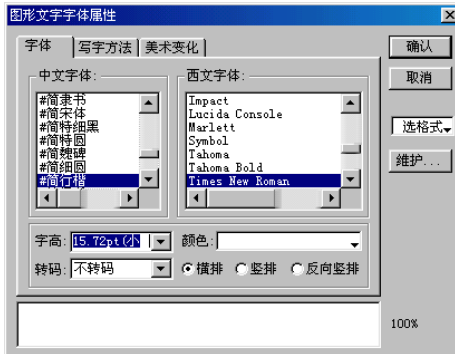 图形文字字体属性
字体 写字方法 美术变化
确认
取消
选格式
维护...
中文字体:
#简隶书
#简宋体
#简特细黑
#简特圆
#简魏碑
#简细圆
#简行楷
西文字体:
Impact
Lucida Console
Marlett
Symbol
Tahoma
Tahoma Bold
Times New Roman
字高: 15.72pt(小 颜色:
转码: 不转码 横排 竖排 反向竖排
100%